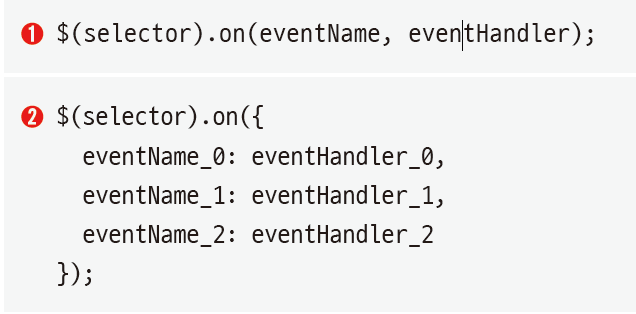 ❶ $(selector).on(eventName, eventHandler);
❷ $(selector).on({
eventName_0: eventHandler_0,
eventName_1: eventHandler_1,
eventName_2: eventHandler_2
});